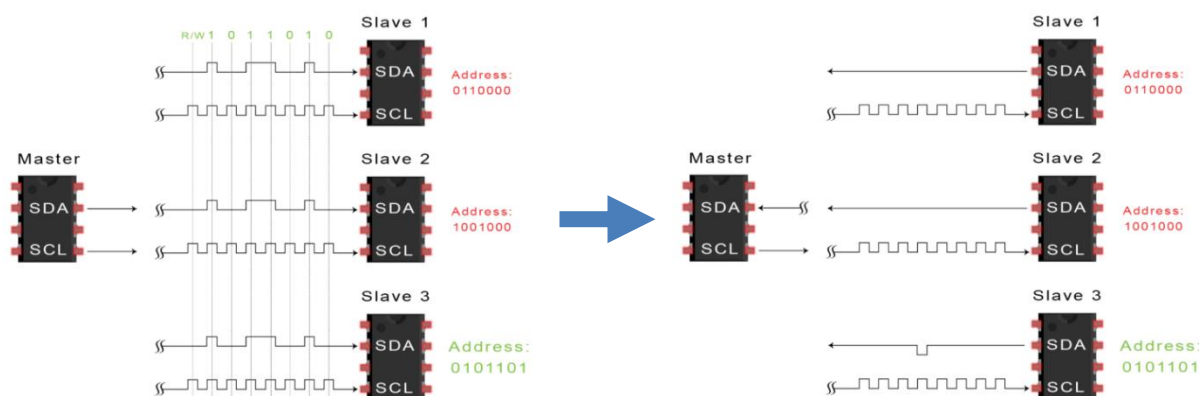 Slave 1
R/W 1 0 1 1 0 1 0
SDA
Address:
0110000
SCL
Master
SDA
SCL
Slave 2
SDA
Address:
1001000
SCL
Slave 3
SDA
Address:
0101101
SCL
Slave 1
SDA
Address:
0110000
SCL
Master
SDA
SCL
Slave 2
SDA
Address:
1001000
SCL
Slave 3
SDA
Address:
0101101
SCL